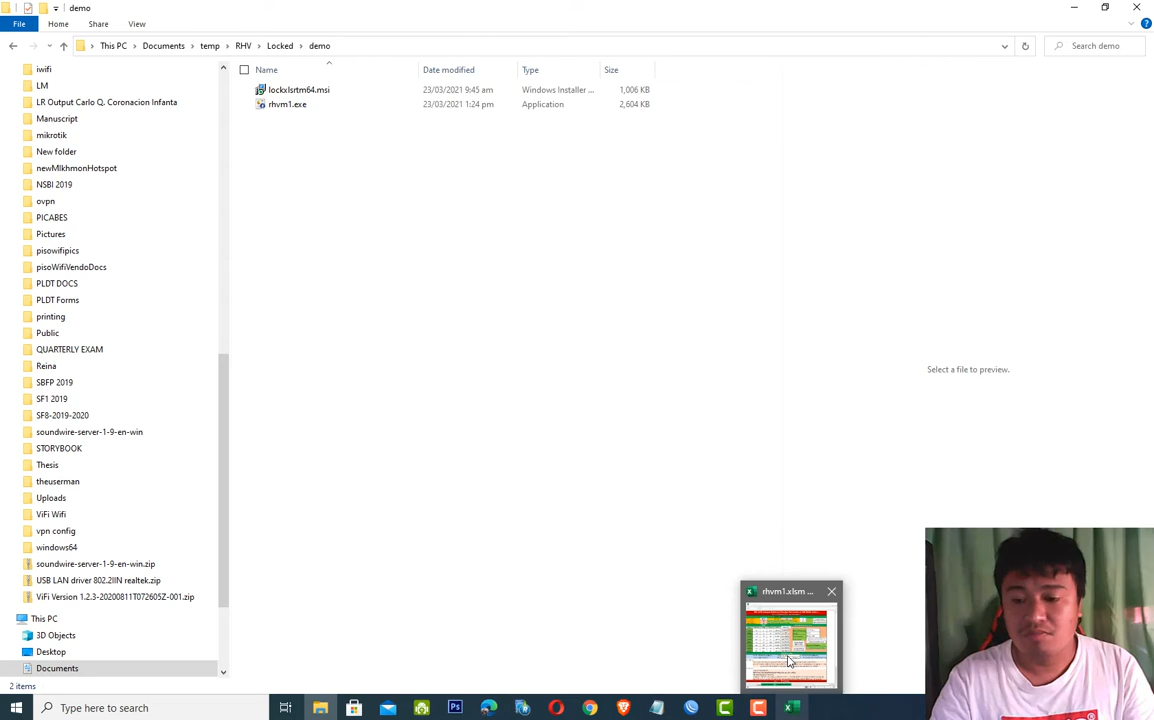 demo
File
Home
Share
View
This PC
Documents
temp
RHV
Locked
demo
Search demo
Name
Date modified
Type
Size
lockxlsrtm64.msi
23/03/2021 9:45 am
Windows Installer ...
1,006 KB
rhvm1.exe
23/03/2021 1:24 pm
Application
2,604 KB
iwifi
LM
LR Output Carlo Q. Coronacion Infanta
Manuscript
mikrotik
New folder
newMIkhmonHotspot
NSBI 2019
ovpn
PICABES
Pictures
pisowifipics
pisoWifiVendoDocs
PLDT DOCS
PLDT Forms
printing
Public
QUARTERLY EXAM
Reina
SBFP 2019
SF1 2019
SF8-2019-2020
soundwire-server-1-9-en-win
STORYBOOK
Thesis
theuserman
Uploads
ViFi Wifi
vpn config
windows64
soundwire-server-1-9-en-win.zip
USB LAN driver 802.2IIN realtek.zip
ViFi Version 1.2.3-20200811T072605Z-001.zip
This PC
3D Objects
Desktop
Documents
2 items
Select a file to preview.
rhvm1.xlsm ...
Type here to search